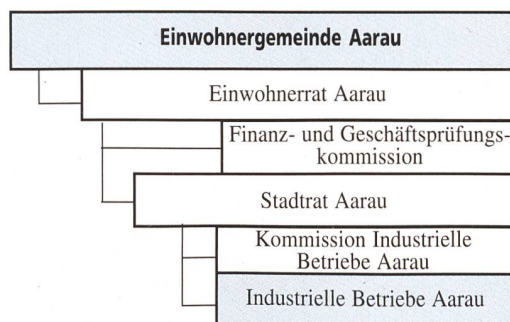 Einwohnergemeinde Aarau
Einwohnerrat Aarau
Finanz- und Geschäftsprüfungs-
kommission
Stadtrat Aarau
Kommission Industrielle
Betriebe Aarau
Industrielle Betriebe Aarau